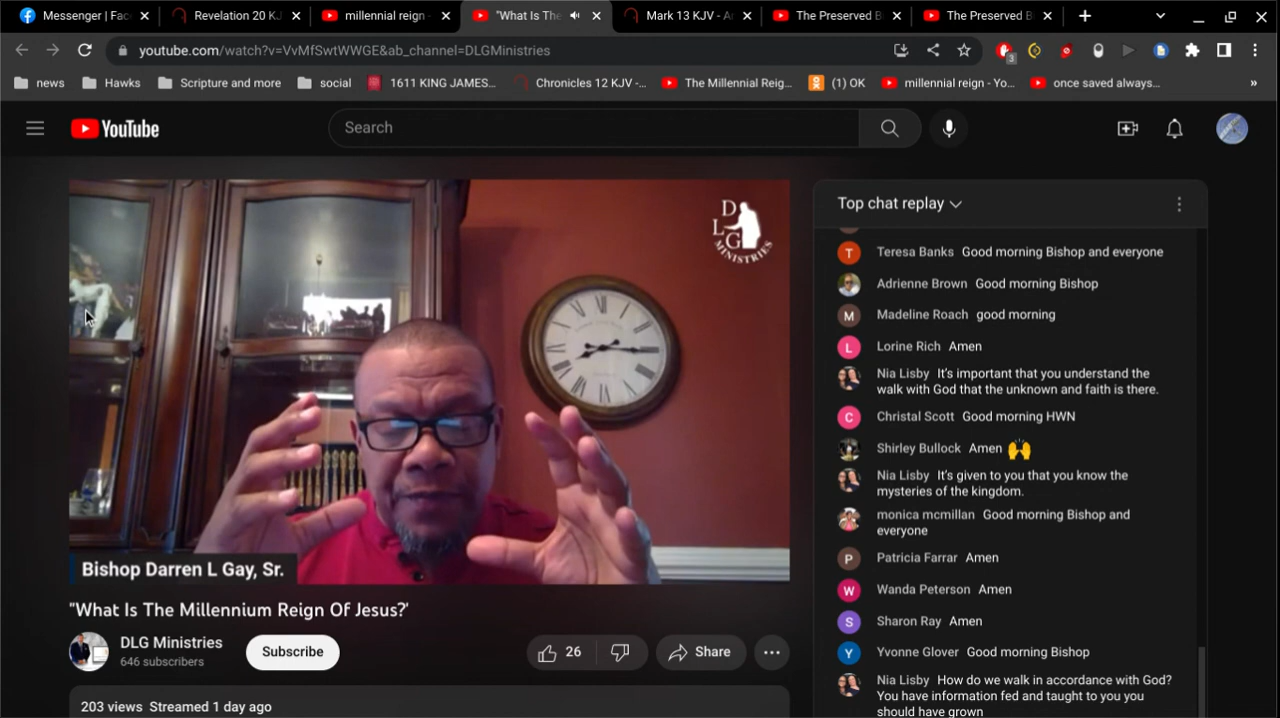 Messenger | Fac
Revelation 20 KJ
millennial reign -
"What Is The
Mark 13 KJV - A
The Preserved B
The Preserved B
youtube.com/watch?v=VvMfSwtWWGE&ab_channel=DLGMinistries
3
news
Hawks
Scripture and more
social
1611 KING JAMES...
Chronicles 12 KJV -...
The Millennial Reig...
(1) OK
millennial reign - Yo...
once saved always...
»
YouTube
Search
DLG
MINISTRIES
Bishop Darren L Gay, Sr.
"What Is The Millennium Reign Of Jesus?'
DLG Ministries
646 subscribers
Subscribe
26
Share
203 views Streamed 1 day ago
Top chat replay
T Teresa Banks Good morning Bishop and everyone
Adrienne Brown Good morning Bishop
M Madeline Roach good morning
L Lorine Rich Amen
Nia Lisby It's important that you understand the
walk with God that the unknown and faith is there.
C Christal Scott Good morning HWN
Shirley Bullock Amen 🙌
Nia Lisby It's given to you that you know the
mysteries of the kingdom.
monica mcmillan Good morning Bishop and
everyone
P Patricia Farrar Amen
W Wanda Peterson Amen
S Sharon Ray Amen
Y Yvonne Glover Good morning Bishop
Nia Lisby How do we walk in accordance with God?
You have information fed and taught to you you
should have grown